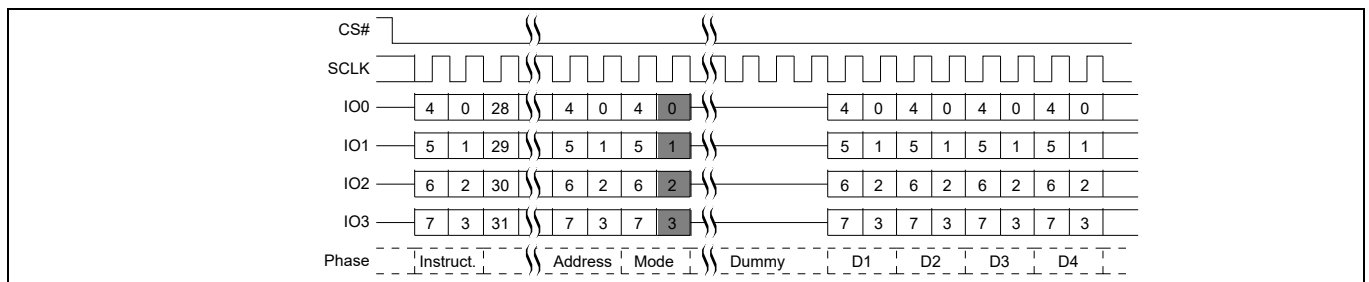 CS#
SCLK
IO0 4 0 28 4 0 4 0 4 0 4 0 4 0 4 0
IO1 5 1 29 5 1 5 1 5 1 5 1 5 1 5 1
IO2 6 2 30 6 2 6 2 6 2 6 2 6 2 6 2
IO3 7 3 31 7 3 7 3 7 3 7 3 7 3 7 3
Phase Instruct. Address Mode Dummy D1 D2 D3 D4